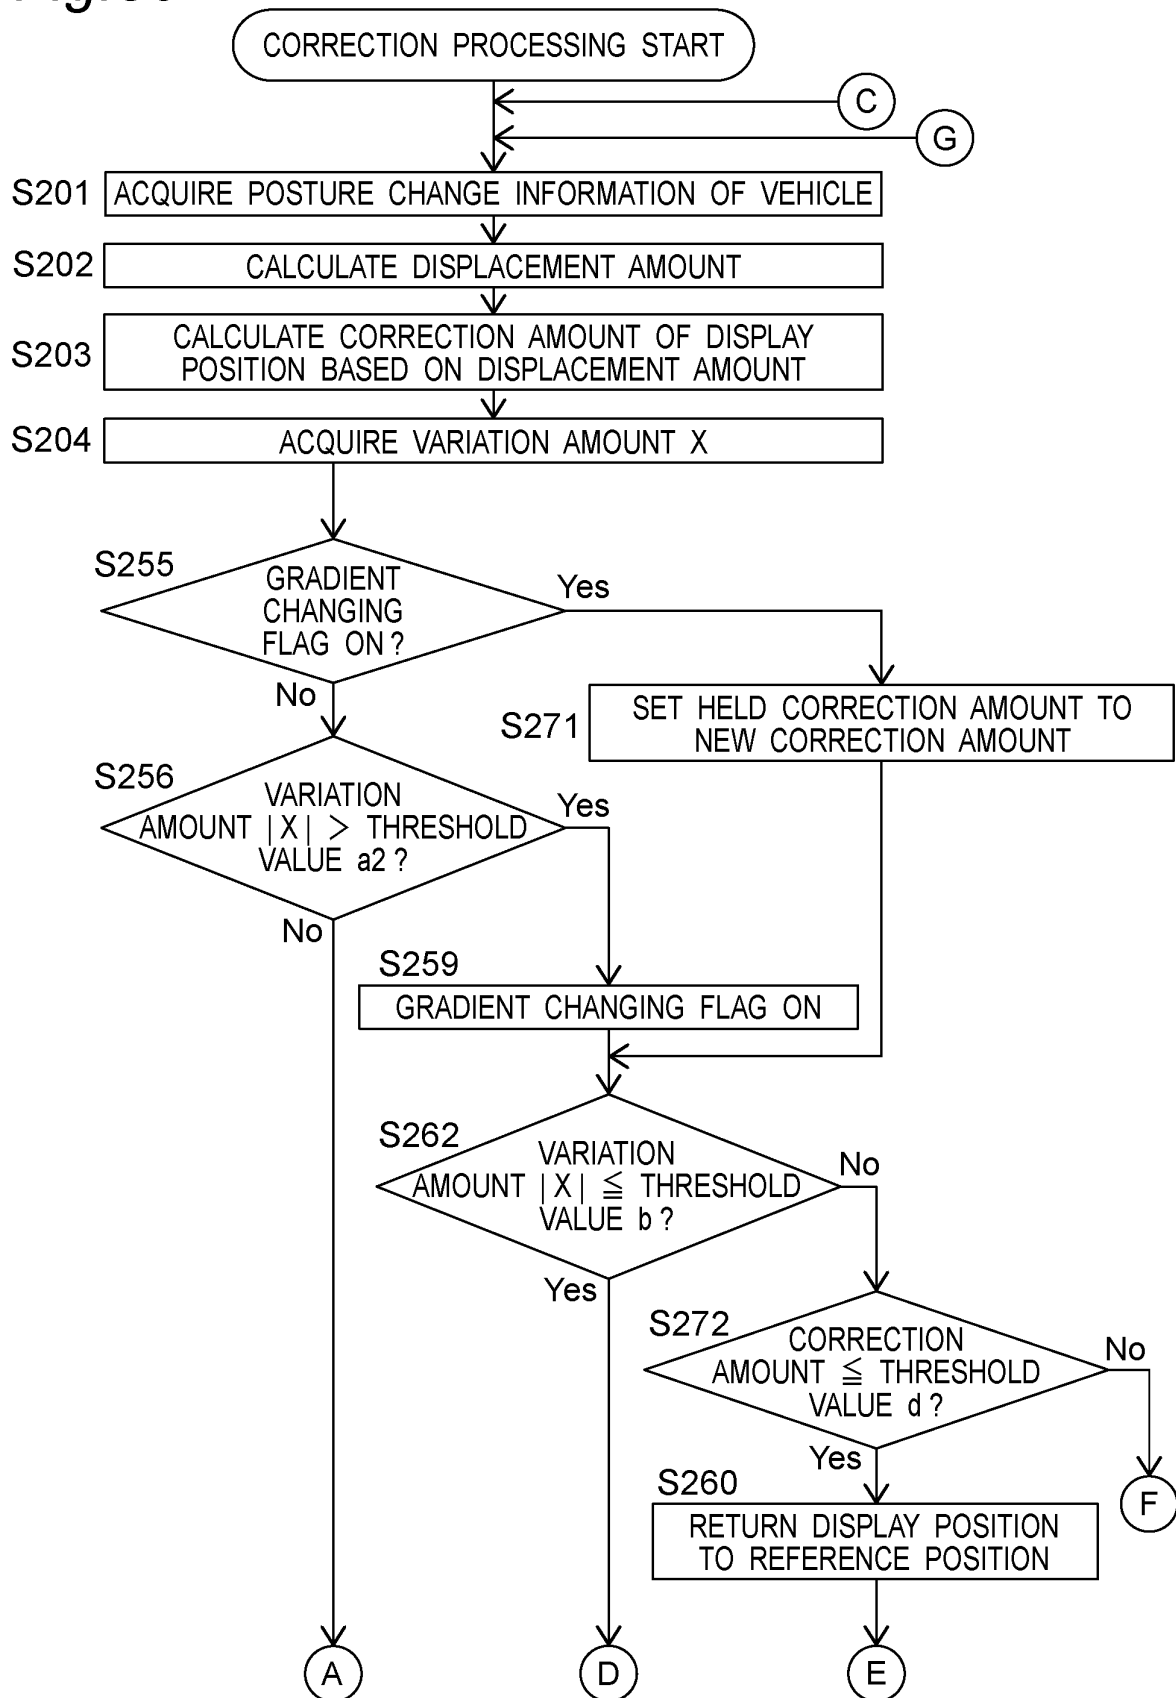 CORRECTION PROCESSING START
C
G
S201
ACQUIRE POSTURE CHANGE INFORMATION OF VEHICLE
S202
CALCULATE DISPLACEMENT AMOUNT
S203
CALCULATE CORRECTION AMOUNT OF DISPLAY
POSITION BASED ON DISPLACEMENT AMOUNT
S204
ACQUIRE VARIATION AMOUNT X
S255
GRADIENT
CHANGING
FLAG ON ?
Yes
No
S271
SET HELD CORRECTION AMOUNT TO
NEW CORRECTION AMOUNT
S256
VARIATION
AMOUNT | X | > THRESHOLD
VALUE a2 ?
Yes
No
S259
GRADIENT CHANGING FLAG ON
S262
VARIATION
AMOUNT | X | ≦ THRESHOLD
VALUE b ?
No
Yes
S272
CORRECTION
AMOUNT ≦ THRESHOLD
VALUE d ?
No
Yes
F
S260
RETURN DISPLAY POSITION
TO REFERENCE POSITION
A
D
E